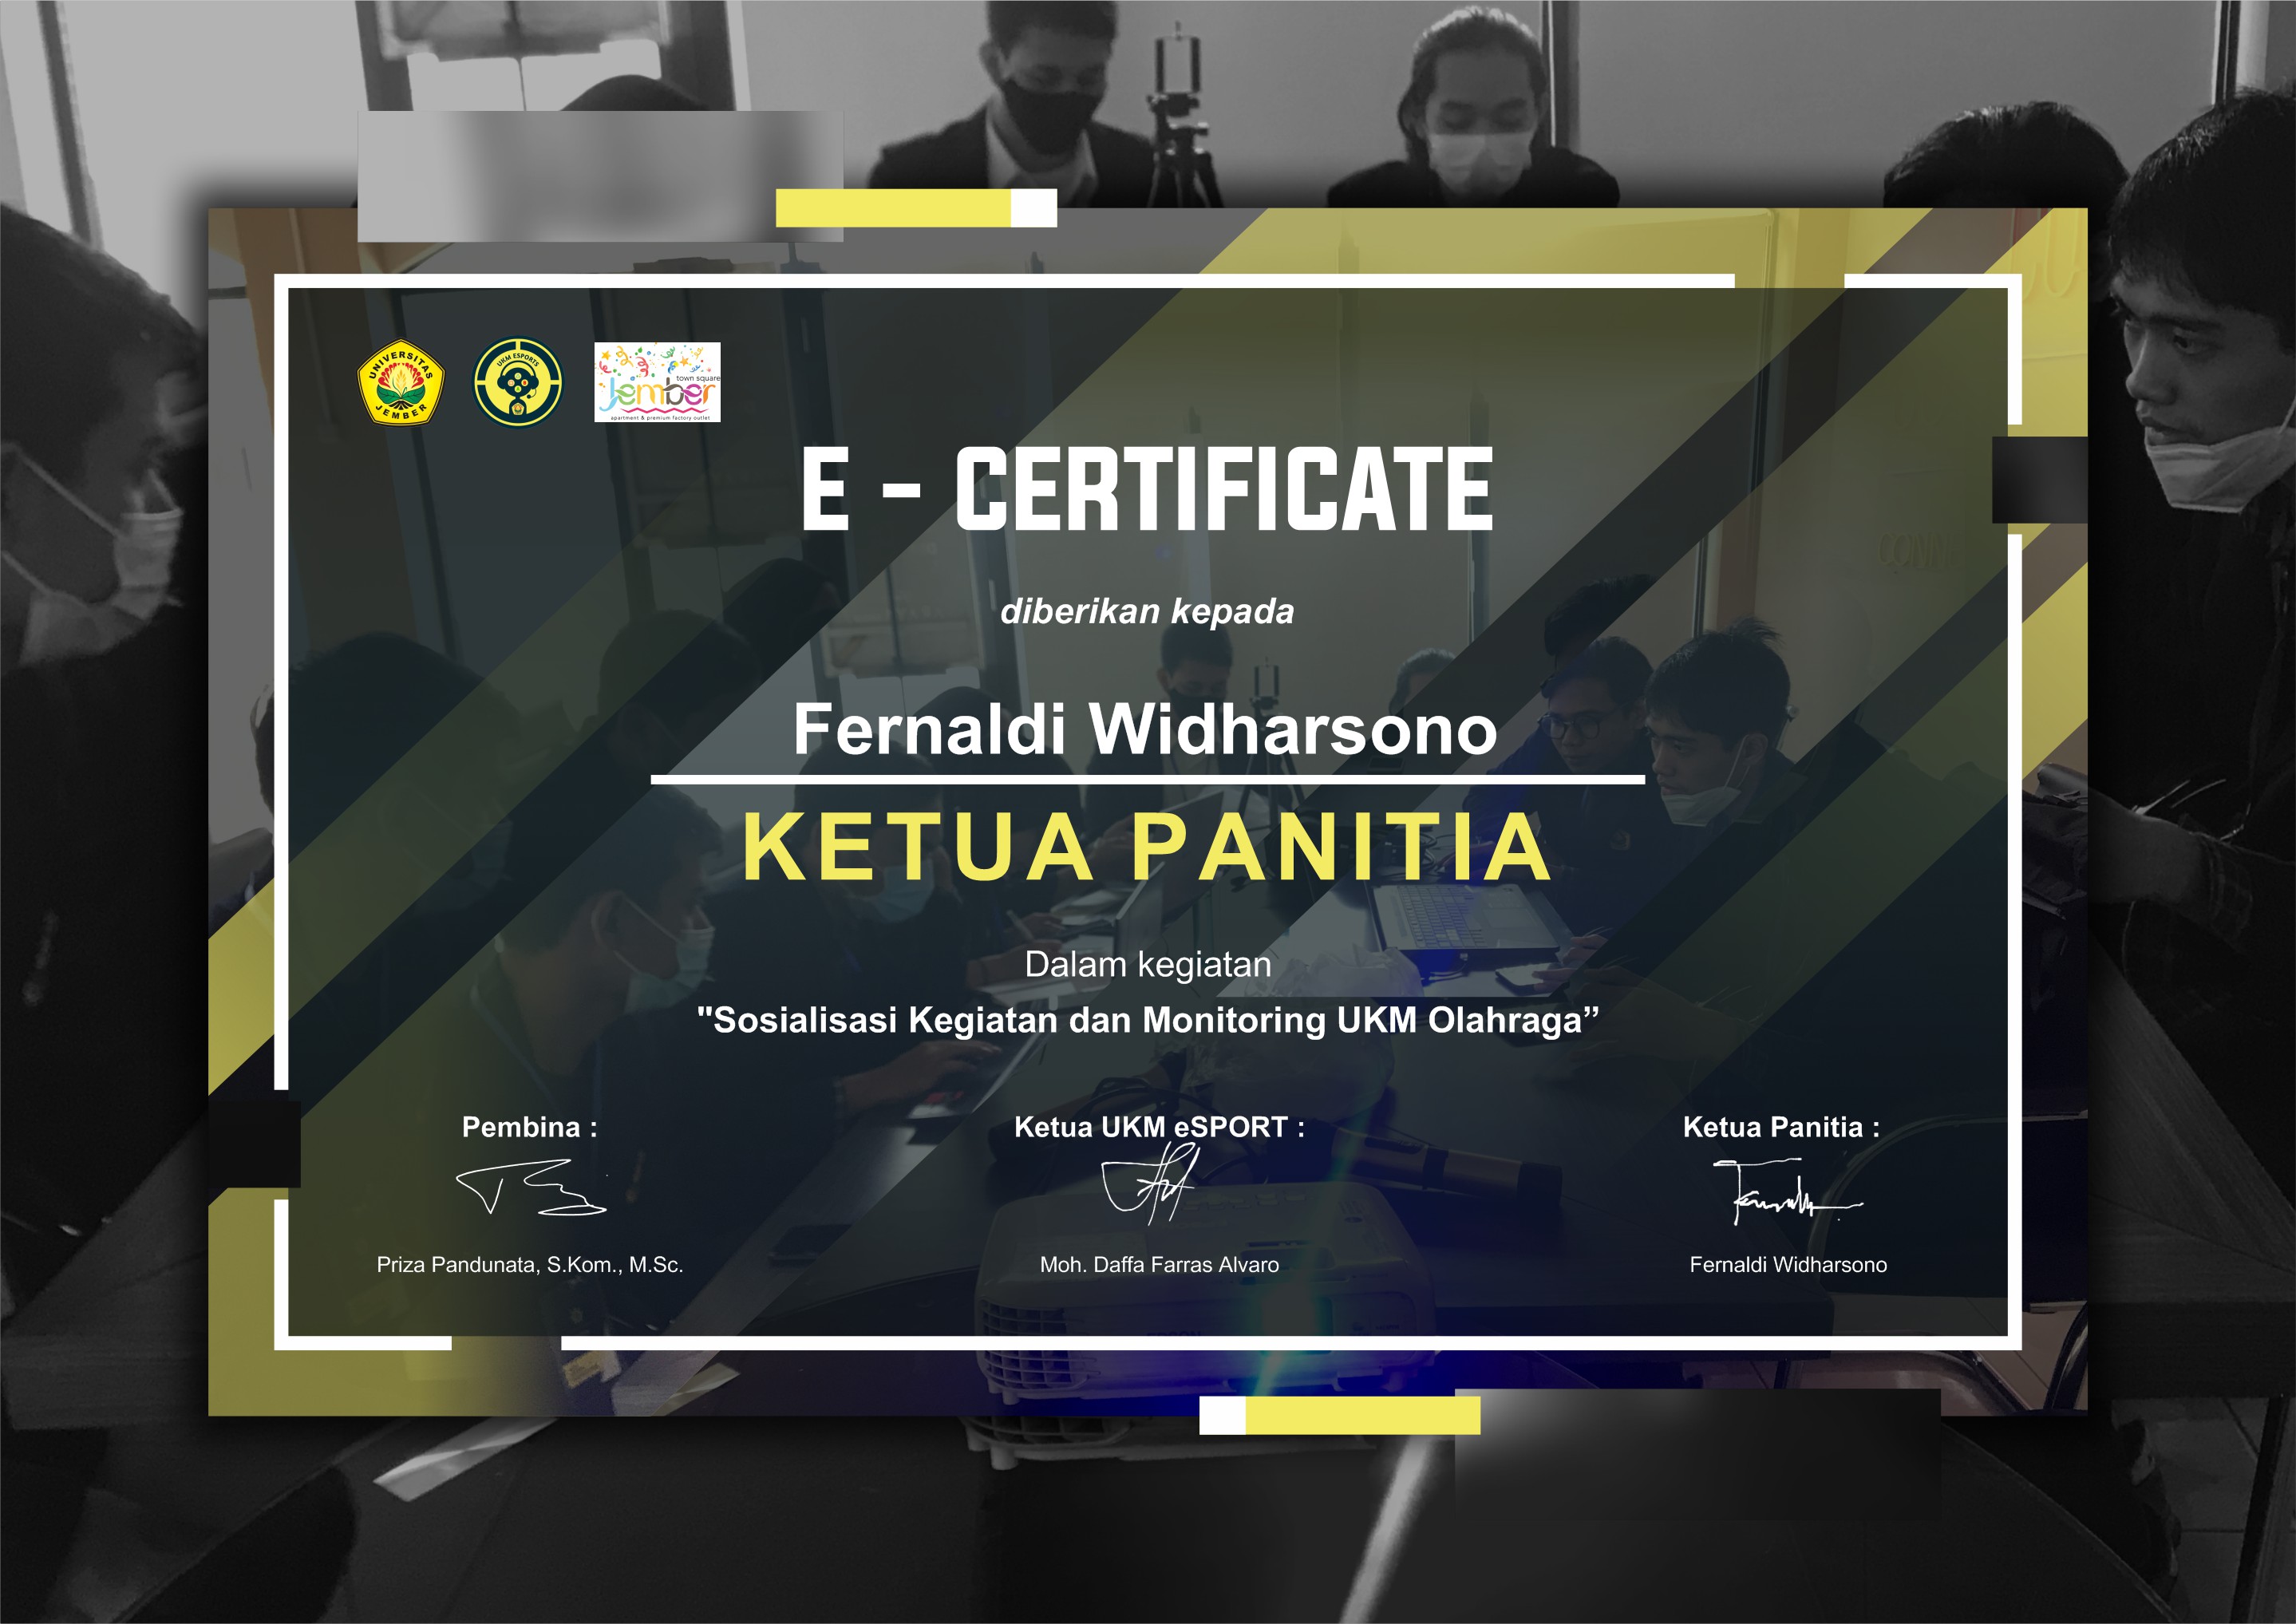 UNIVERSITAS
JEMBER
UKM ESPORTS
town square
Jember
apartment & premium factory outlet
E - CERTIFICATE
diberikan kepada
Fernaldi Widharsono
KETUA PANITIA
Dalam kegiatan
"Sosialisasi Kegiatan dan Monitoring UKM Olahraga”
Pembina :
Ketua UKM eSPORT :
Ketua Panitia :
Priza Pandunata, S.Kom., M.Sc.
Moh. Daffa Farras Alvaro
Fernaldi Widharsono